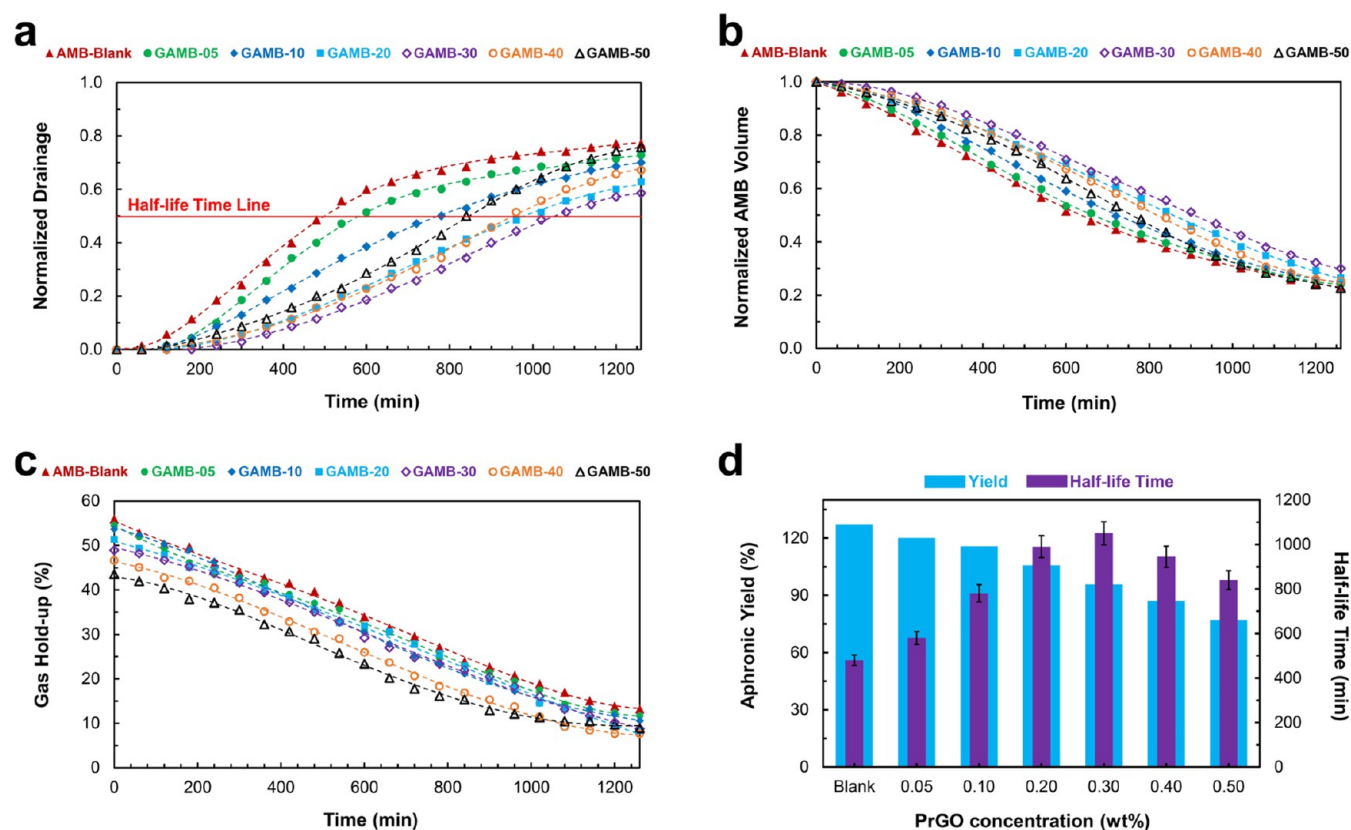 a
AMB-Blank GAMB-05 GAMB-10 GAMB-20 GAMB-30 GAMB-40 GAMB-50
Normalized Drainage
1.0
0.8
0.6
0.4
0.2
0.0
Half-life Time Line
0 200 400 600 800 1000 1200
Time (min)
b
AMB-Blank GAMB-05 GAMB-10 GAMB-20 GAMB-30 GAMB-40 GAMB-50
Normalized AMB Volume
1.0
0.8
0.6
0.4
0.2
0.0
0 200 400 600 800 1000 1200
Time (min)
c
AMB-Blank GAMB-05 GAMB-10 GAMB-20 GAMB-30 GAMB-40 GAMB-50
Gas Hold-up (%)
60
50
40
30
20
10
0
0 200 400 600 800 1000 1200
Time (min)
d
Yield Half-life Time
Aphronic Yield (%)
120
90
60
30
0
1200
1000
800
600
400
200
0
Half-life Time (min)
Blank 0.05 0.10 0.20 0.30 0.40 0.50
PrGO concentration (wt%)